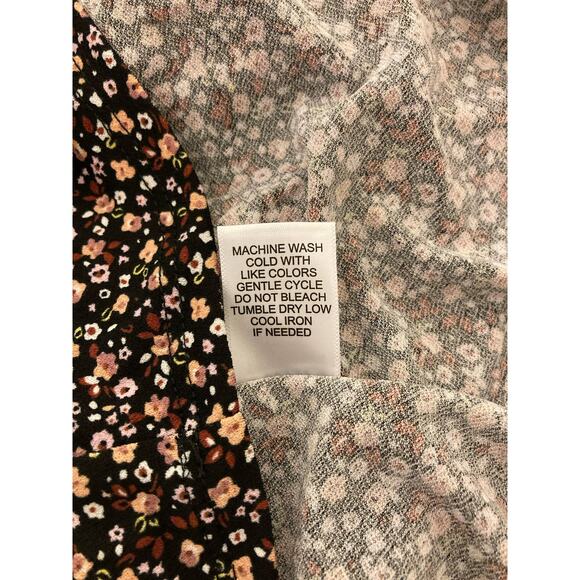 MACHINE WASH
COLD WITH
LIKE COLORS
GENTLE CYCLE
DO NOT BLEACH
TUMBLE DRY LOW
COOL IRON
IF NEEDED